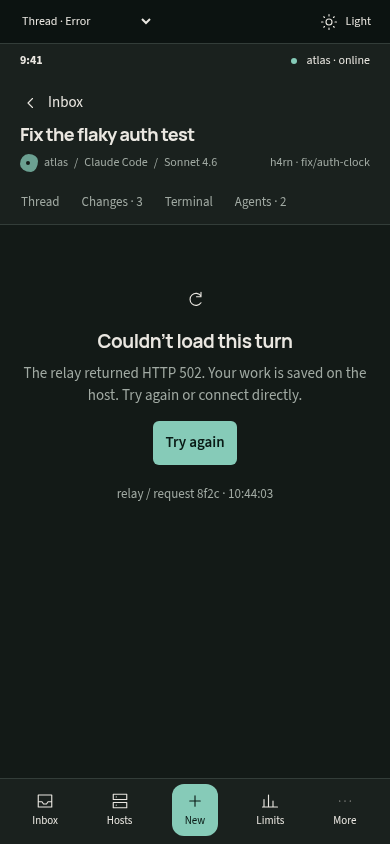 Thread · Error
Light
9:41
atlas · online
Inbox
Fix the flaky auth test
atlas / Claude Code / Sonnet 4.6
h4rn · fix/auth-clock
Thread
Changes · 3
Terminal
Agents · 2
Couldn't load this turn
The relay returned HTTP 502. Your work is saved on the
host. Try again or connect directly.
Try again
relay / request 8f2c · 10:44:03
Inbox
Hosts
New
Limits
More